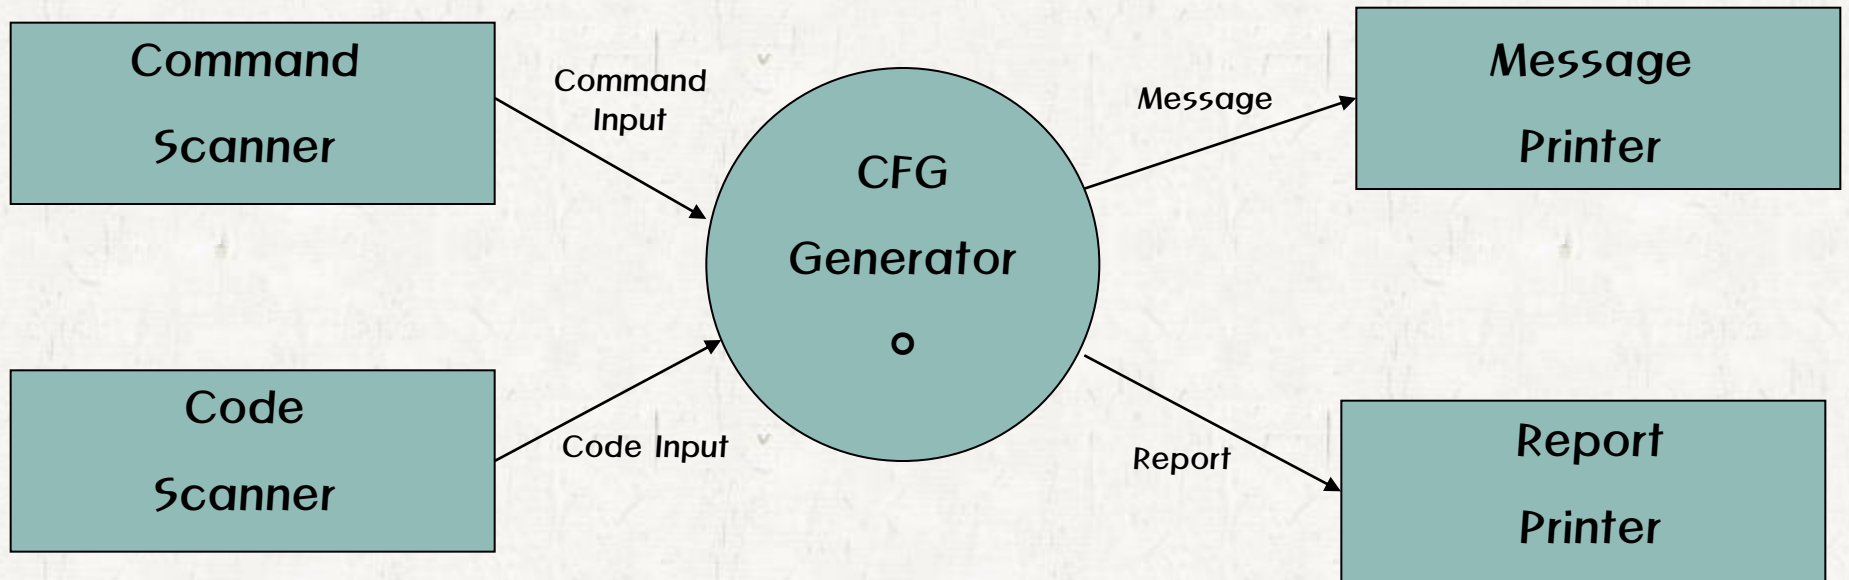 Command
Scanner
Command
Input
CFG
Generator
0
Message
Message
Printer
Code
Scanner
Code Input
Report
Report
Printer